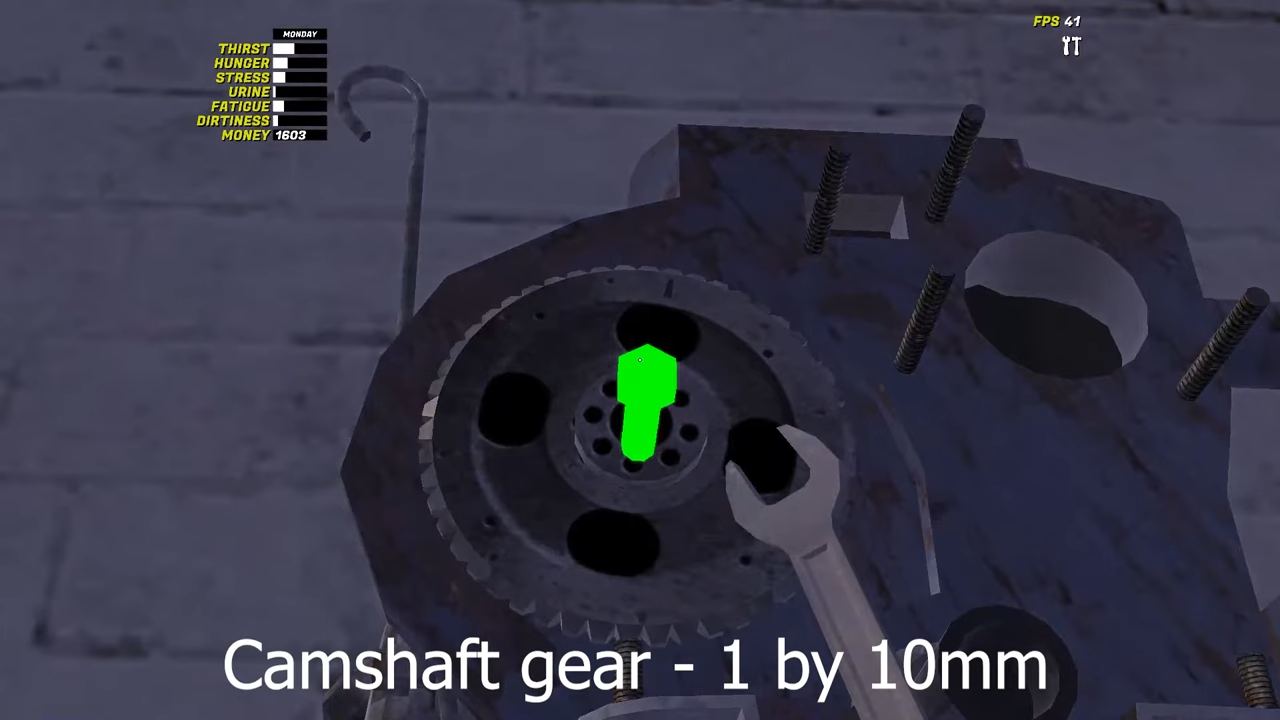 MONDAY
THIRST
HUNGER
STRESS
URINE
FATIGUE
DIRTINESS
MONEY 1603
FPS 41
Camshaft gear - 1 by 10mm